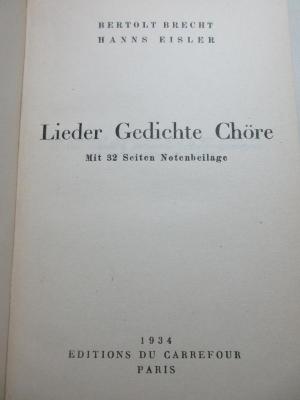 BERTOLT BRECHT
HANNS EISLER
Lieder Gedichte Chöre
Mit 32 Seiten Notenbeilage
1934
EDITIONS DU CARREFOUR
PARIS